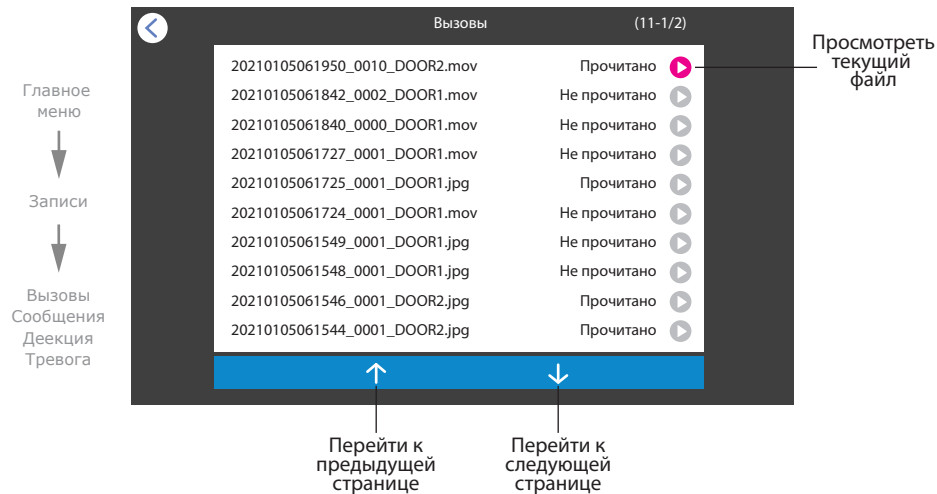 Вызовы (11-1/2)
20210105061950_0010_DOOR2.mov Прочитано
20210105061842_0002_DOOR1.mov Не прочитано
20210105061840_0000_DOOR1.mov Не прочитано
20210105061727_0001_DOOR1.mov Не прочитано
20210105061725_0001_DOOR1.jpg Прочитано
20210105061724_0001_DOOR1.mov Не прочитано
20210105061549_0001_DOOR1.jpg Не прочитано
20210105061548_0001_DOOR1.jpg Не прочитано
20210105061546_0001_DOOR2.jpg Прочитано
20210105061544_0001_DOOR2.jpg Прочитано
Просмотреть
текущий
файл
Главное
меню
Записи
Вызовы
Сообщения
Деекция
Тревога
Перейти к
предыдущей
странице
Перейти к
следующей
странице